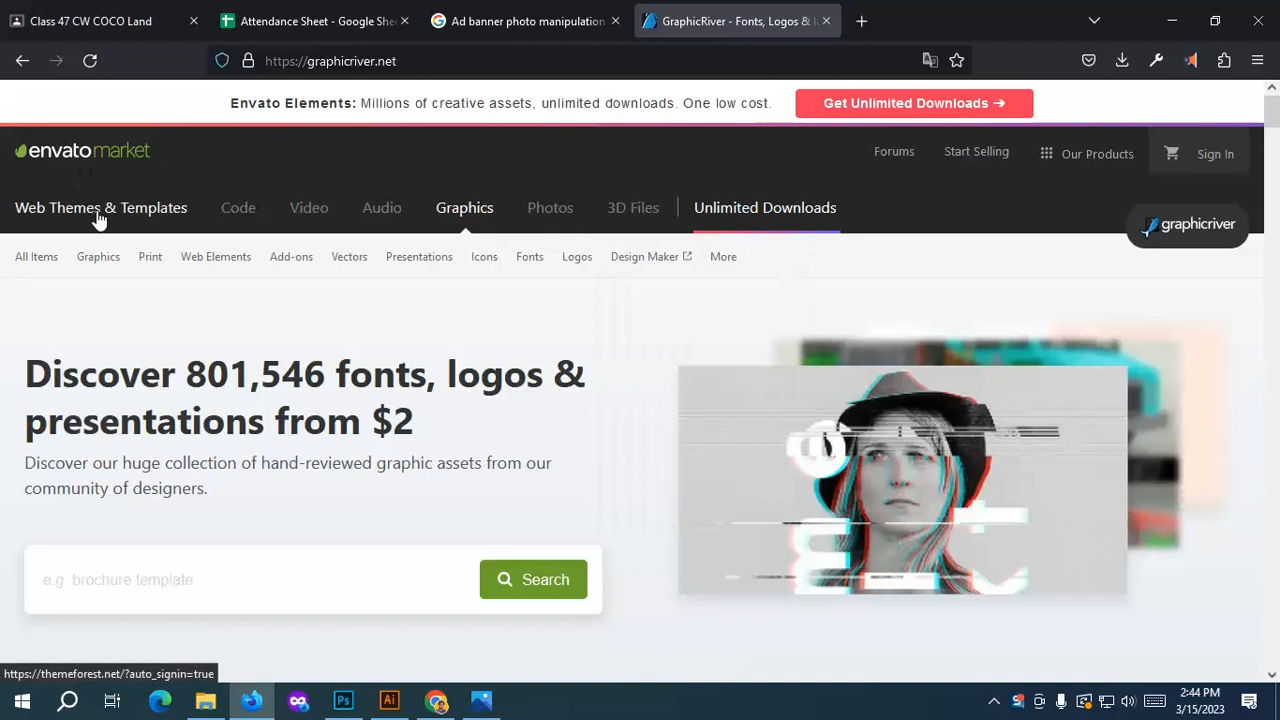 Class 47 CW COCO Land
Attendance Sheet - Google She
Ad banner photo manipulation
GraphicRiver - Fonts, Logos &
https://graphicriver.net
Envato Elements: Millions of creative assets, unlimited downloads. One low cost.
Get Unlimited Downloads →
envatomarket
Forums
Start Selling
Our Products
Sign In
Web Themes & Templates
Code
Video
Audio
Graphics
Photos
3D Files
Unlimited Downloads
graphicriver
All Items
Graphics
Print
Web Elements
Add-ons
Vectors
Presentations
Icons
Fonts
Logos
Design Maker
More
Discover 801,546 fonts, logos &
presentations from $2
Discover our huge collection of hand-reviewed graphic assets from our
community of designers.
e.g brochure template
Search
https://themeforest.net/?auto_signin=true
Ps
Ai
2:44 PM
3/15/2023